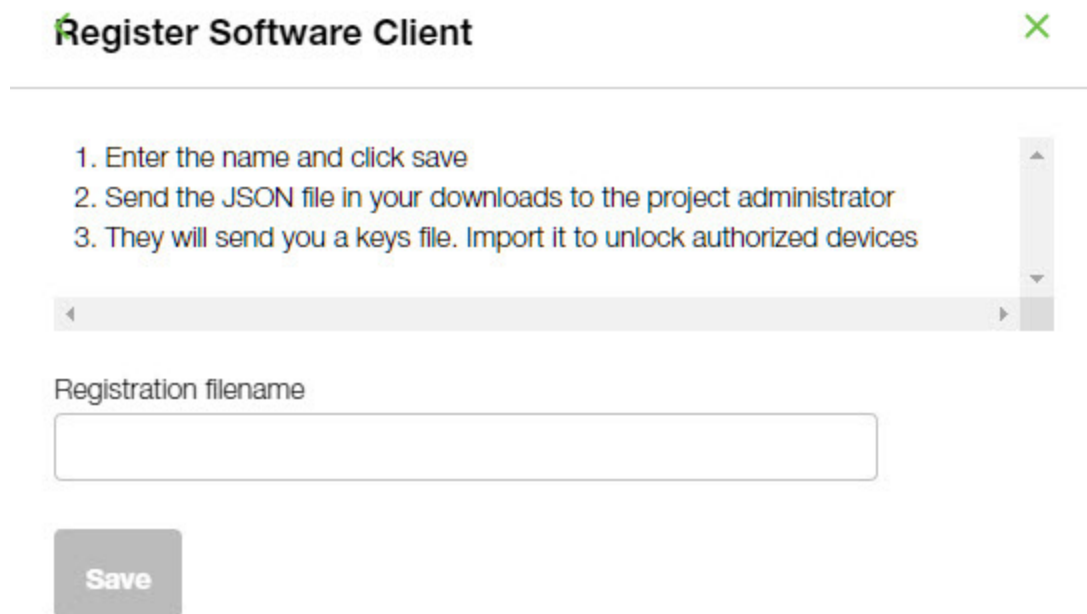 Register Software Client
1. Enter the name and click save
2. Send the JSON file in your downloads to the project administrator
3. They will send you a keys file. Import it to unlock authorized devices
Registration filename
Save